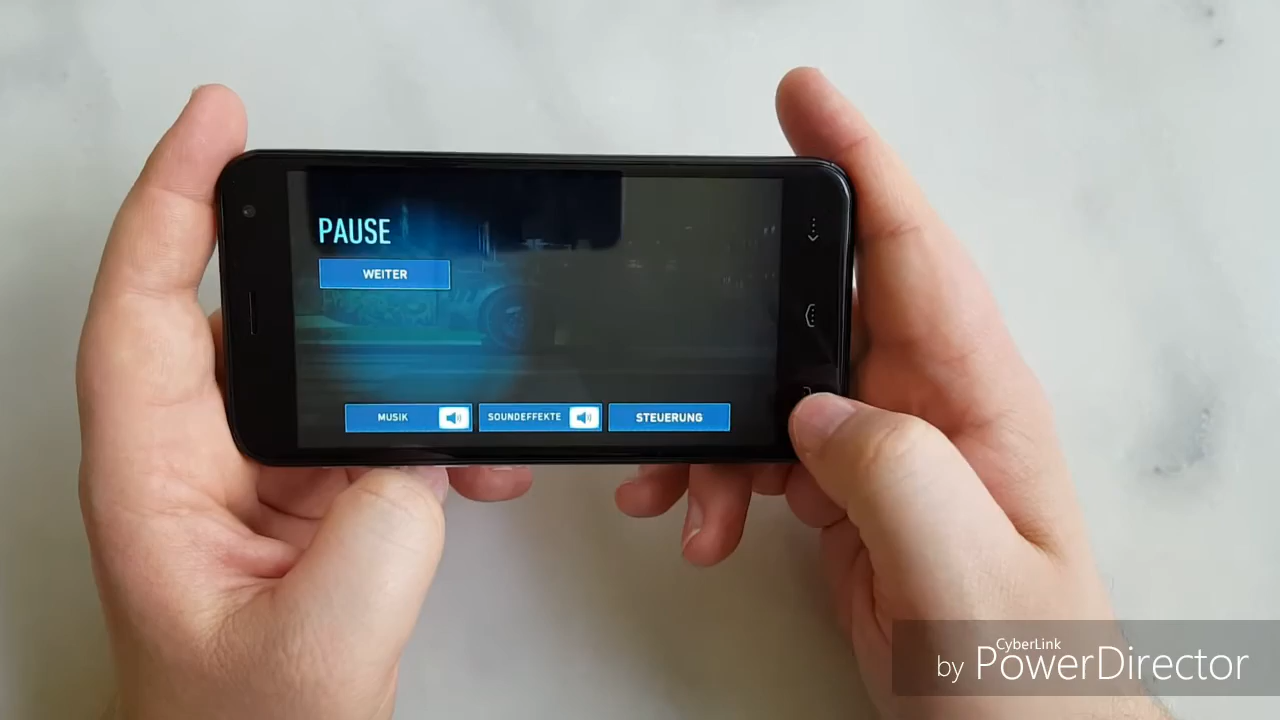 PAUSE
WEITER
MUSIK
SOUNDEFFEKTE
STEUERUNG
CyberLink
by PowerDirector